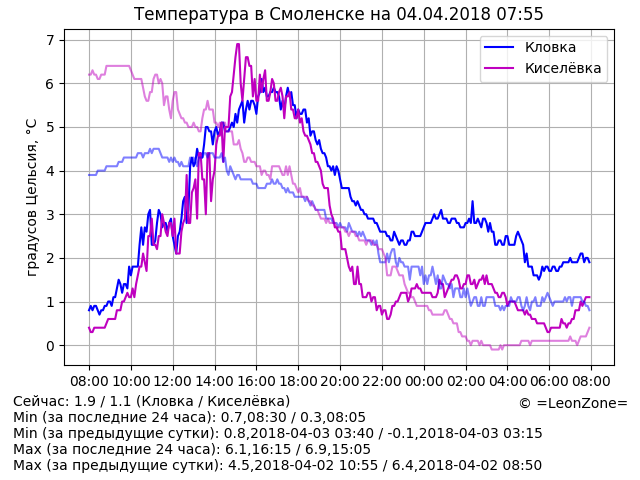 Температура в Смоленске на 04.04.2018 07:55
7
6
5
4
3
2
1
0
градусов Цельсия, °C
Кловка
Киселёвка
08:00 10:00 12:00 14:00 16:00 18:00 20:00 22:00 00:00 02:00 04:00 06:00 08:00
Сейчас: 1.9 / 1.1 (Кловка / Киселёвка)
© =LeonZone=
Min (за последние 24 часа): 0.7,08:30 / 0.3,08:05
Min (за предыдущие сутки): 0.8,2018-04-03 03:40 / -0.1,2018-04-03 03:15
Max (за последние 24 часа): 6.1,16:15 / 6.9,15:05
Max (за предыдущие сутки): 4.5,2018-04-02 10:55 / 6.4,2018-04-02 08:50